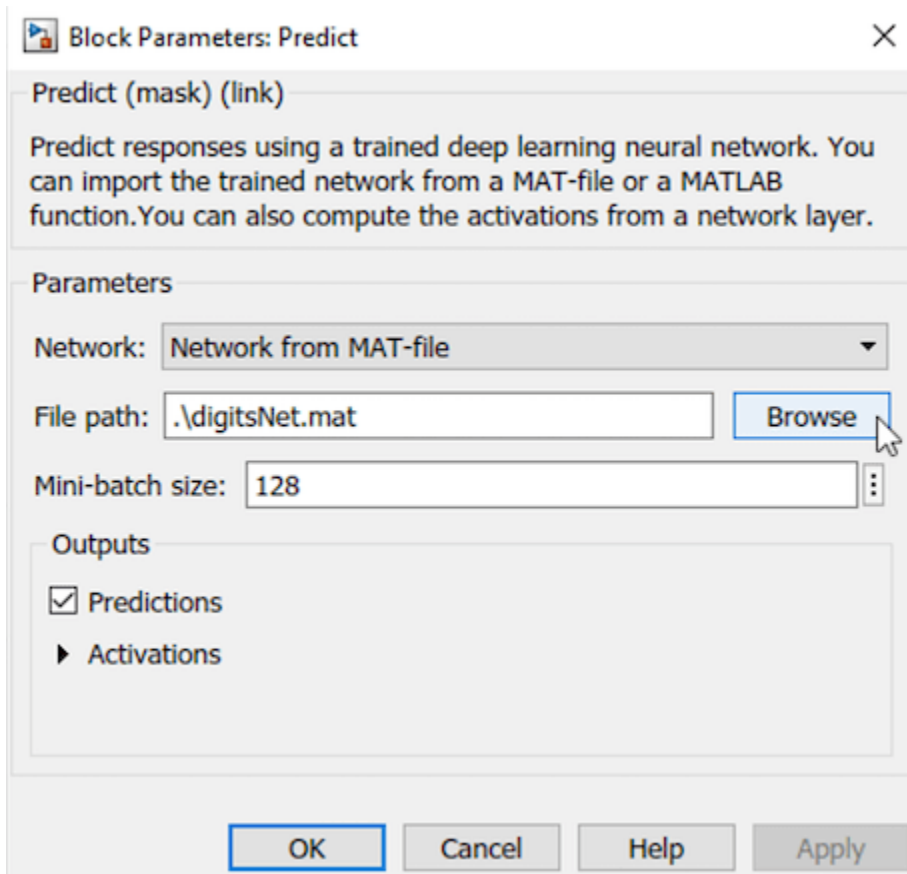 Block Parameters: Predict
Predict (mask) (link)
Predict responses using a trained deep learning neural network. You
can import the trained network from a MAT-file or a MATLAB
function.You can also compute the activations from a network layer.
Parameters
Network: Network from MAT-file
File path: .\digitsNet.mat Browse
Mini-batch size: 128
Outputs
Predictions
Activations
OK Cancel Help Apply